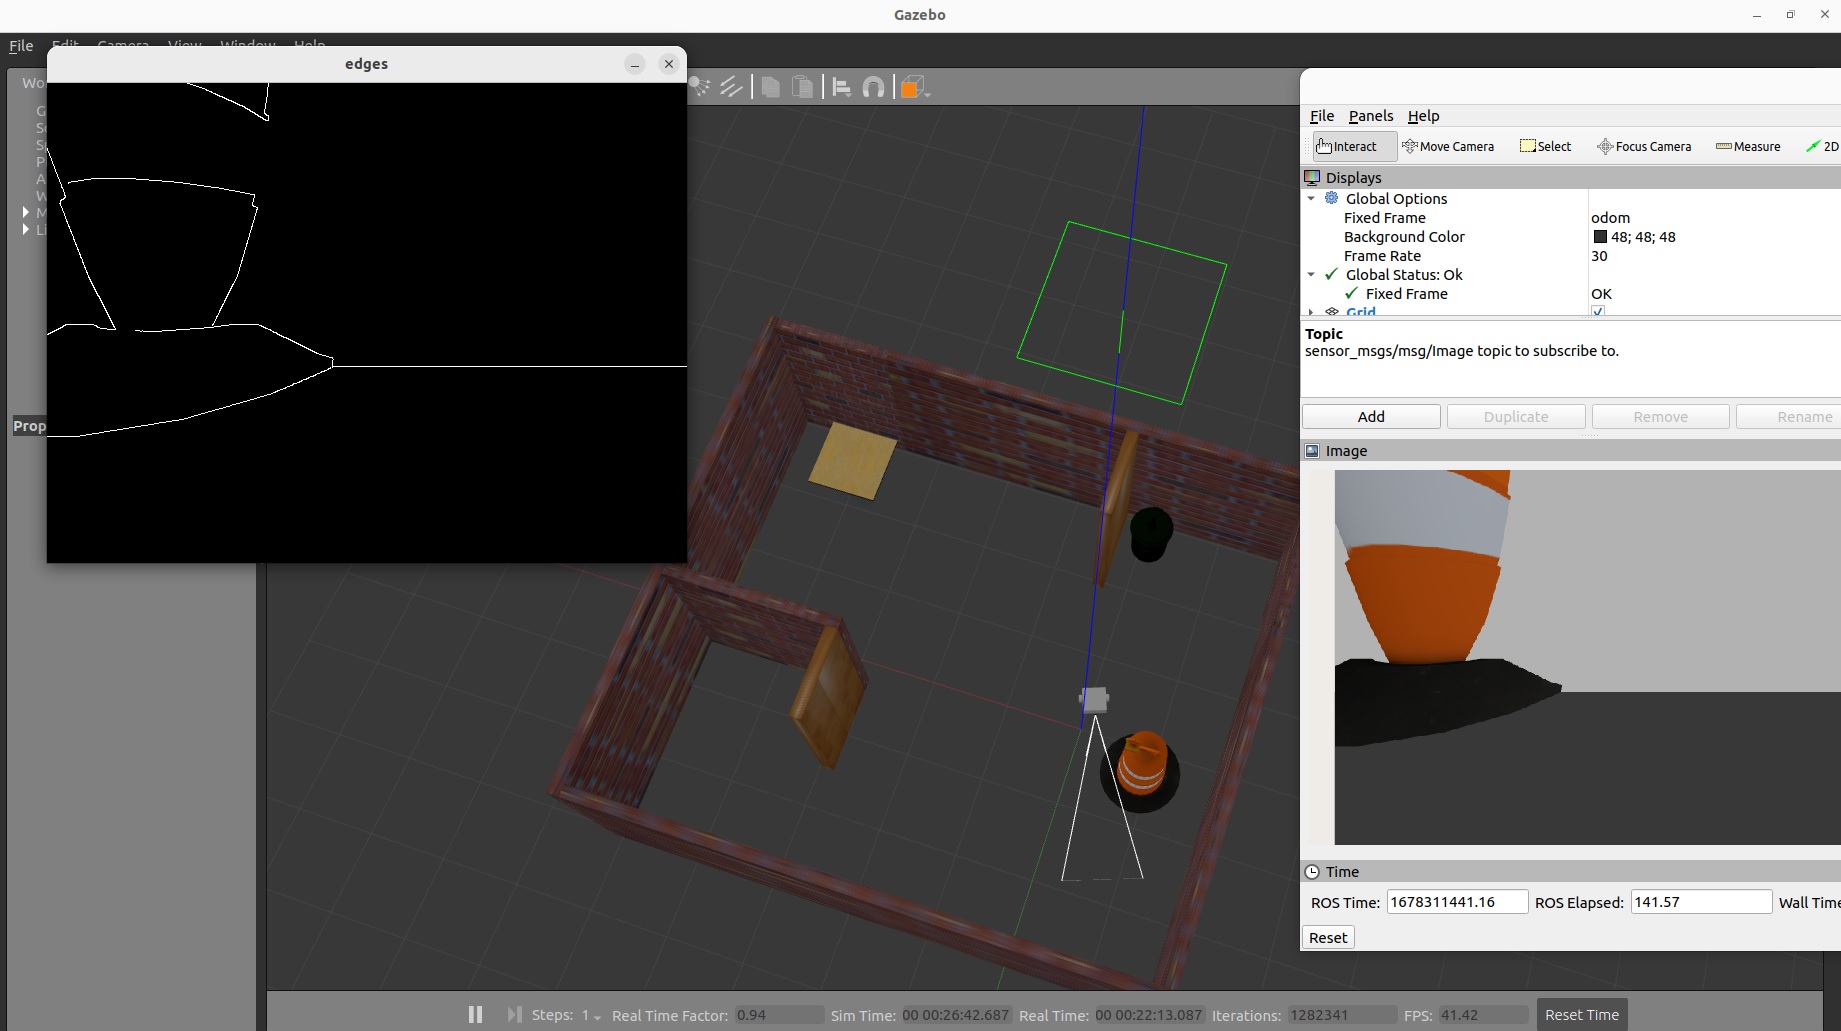 Gazebo
File Edit Camera View Window Help
edges
Wo
G
S
S
P
A
W
M
Li
Prop
File Panels Help
Interact Move Camera Select Focus Camera Measure 2D
Displays
Global Options
Fixed Frame odom
Background Color 48; 48; 48
Frame Rate 30
Global Status: Ok
Fixed Frame OK
Grid
Topic
sensor_msgs/msg/Image topic to subscribe to.
Add Duplicate Remove Rename
Image
Time
ROS Time: 1678311441.16 ROS Elapsed: 141.57 Wall Time
Reset
Steps: 1 Real Time Factor: 0.94 Sim Time: 00 00:26:42.687 Real Time: 00 00:22:13.087 Iterations: 1282341 FPS: 41.42 Reset Time